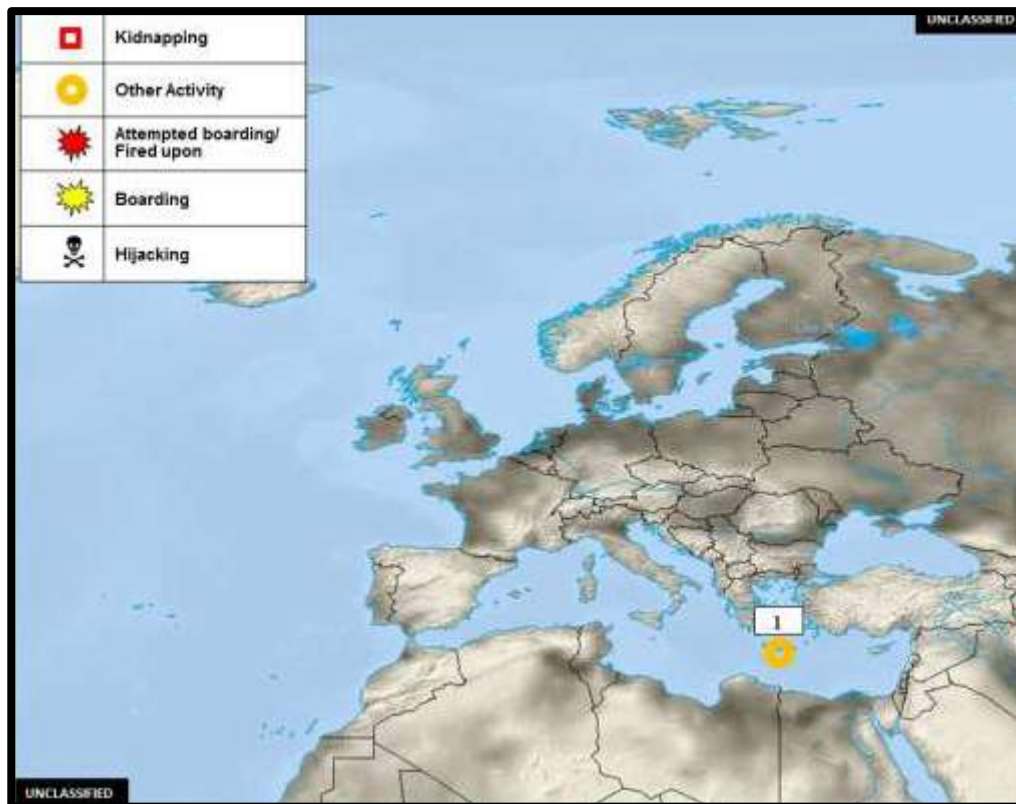 UNCLASSIFIED
Kidnapping
Other Activity
Attempted boarding/
Fired upon
Boarding
Hijacking
1
UNCLASSIFIED